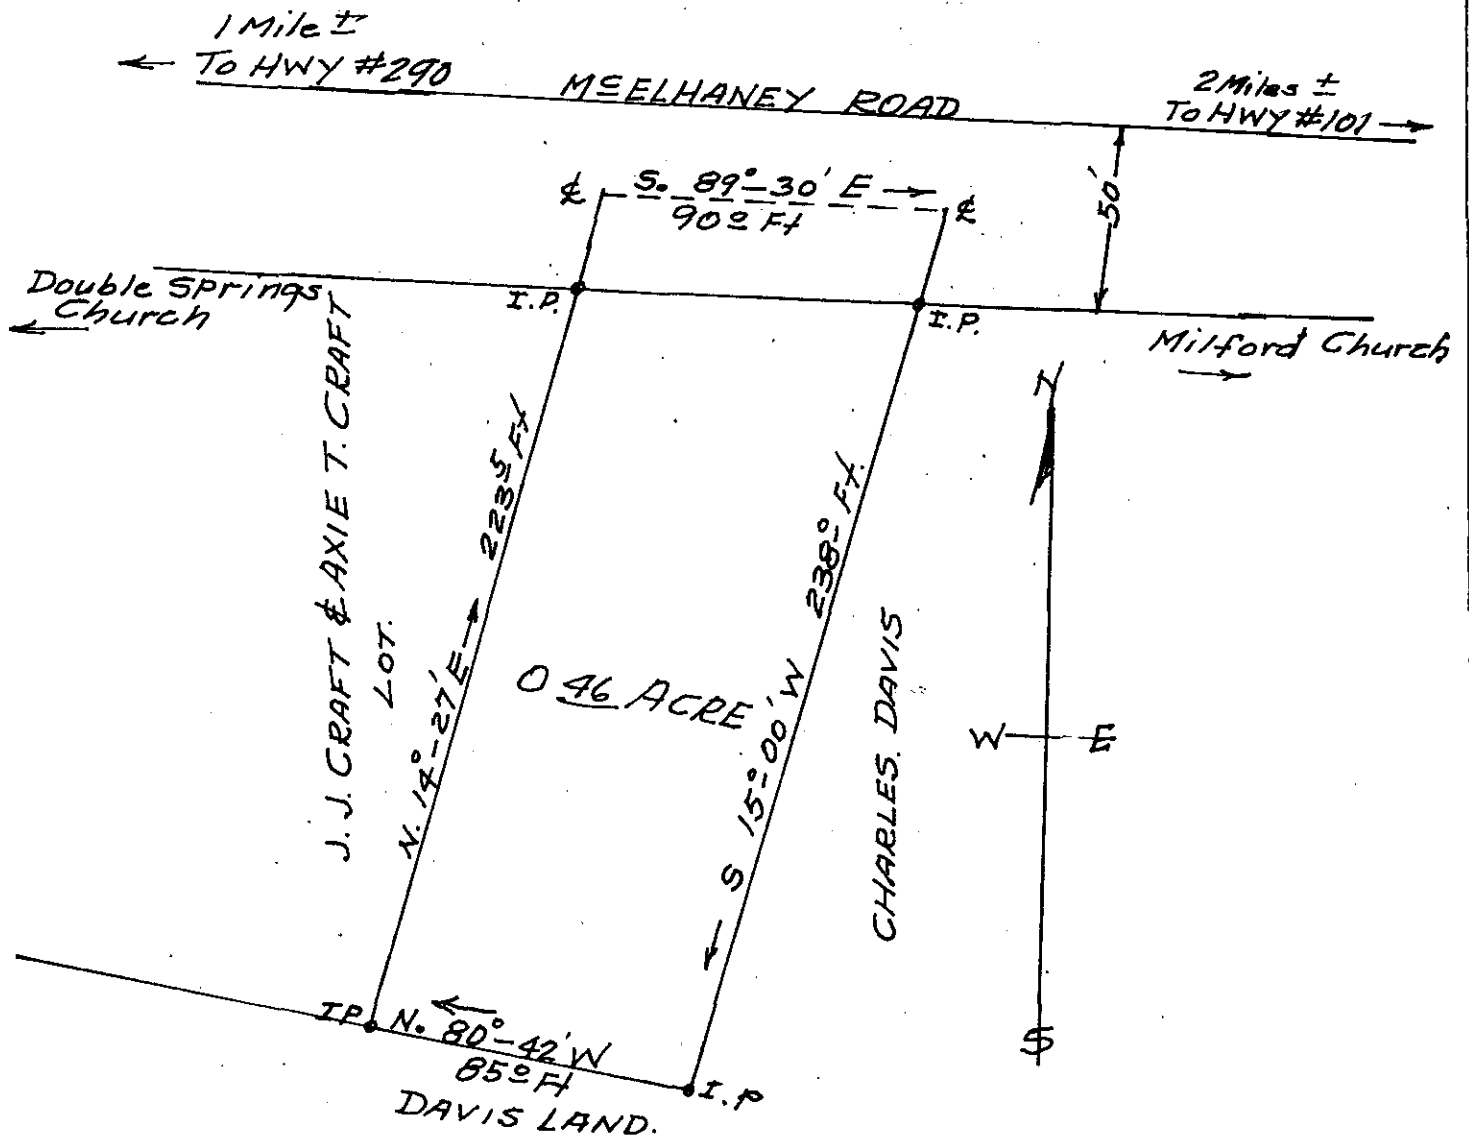 1 Mile ±
← To HWY #290
McELHANEY ROAD
2 Miles ±
To HWY #101 →
℄ S. 89°-30' E → ℄
90 0 Ft
50'
Double Springs
Church
←
I.P.
I.P.
Milford Church
→
J. J. CRAFT & AXIE T. CRAFT
LOT.
N. 14°-27' E → 223 5 Ft
0 46 ACRE
← S 15°-00' W 238 0 Ft.
CHARLES. DAVIS
N
W E
S
I P
N. 80°-42' W
85 0 Ft
I.P
DAVIS LAND.